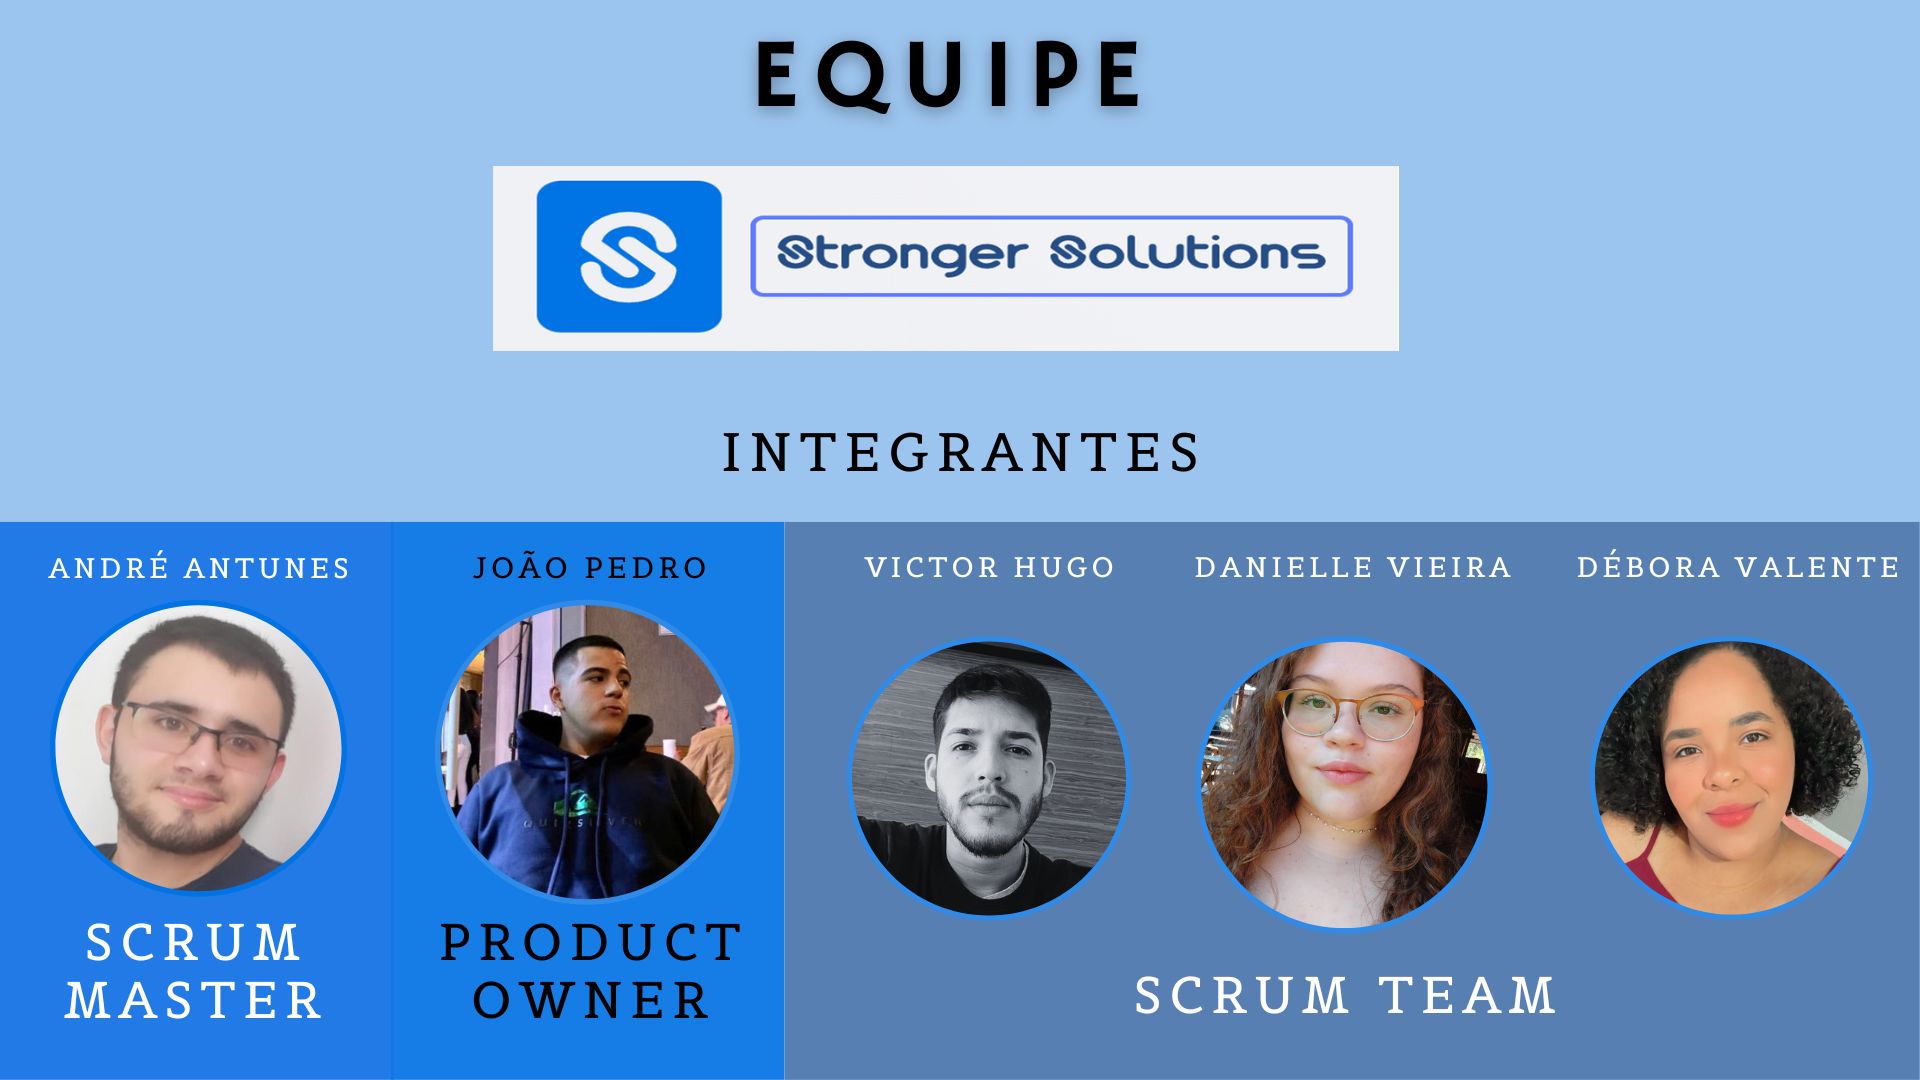 EQUIPE
Stronger Solutions
INTEGRANTES
ANDRÉ ANTUNES
JOÃO PEDRO
VICTOR HUGO
DANIELLE VIEIRA
DÉBORA VALENTE
QUIKSILVER
SCRUM
MASTER
PRODUCT
OWNER
SCRUM TEAM